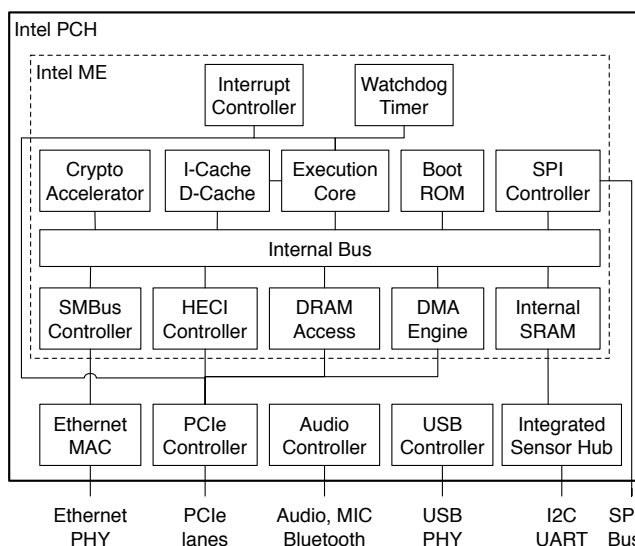 Intel PCH
Intel ME
Interrupt
Controller
Watchdog
Timer
Crypto
Accelerator
I-Cache
D-Cache
Execution
Core
Boot
ROM
SPI
Controller
Internal Bus
SMBus
Controller
HECI
Controller
DRAM
Access
DMA
Engine
Internal
SRAM
Ethernet
MAC
PCIe
Controller
Audio
Controller
USB
Controller
Integrated
Sensor Hub
Ethernet
PHY
PCIe
lanes
Audio, MIC
Bluetooth
USB
PHY
I2C
UART
SP
Bus